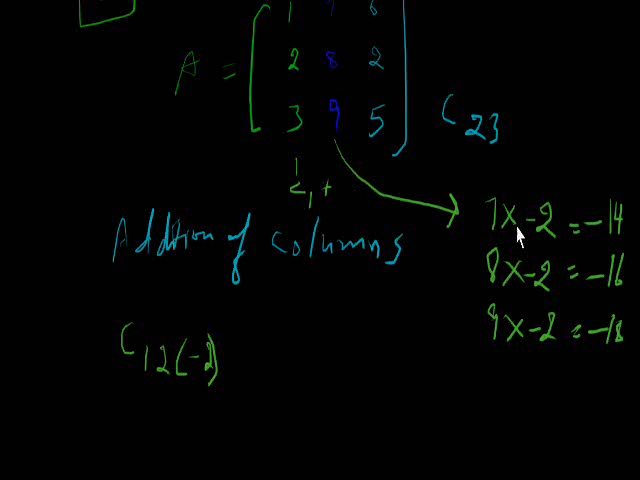 1 7 6
A = 2 8 2
3 9 5
C23
C1 +
7x-2 = -14
Addition of columns
8x-2 = -16
9x-2 = -18
C12(-2)